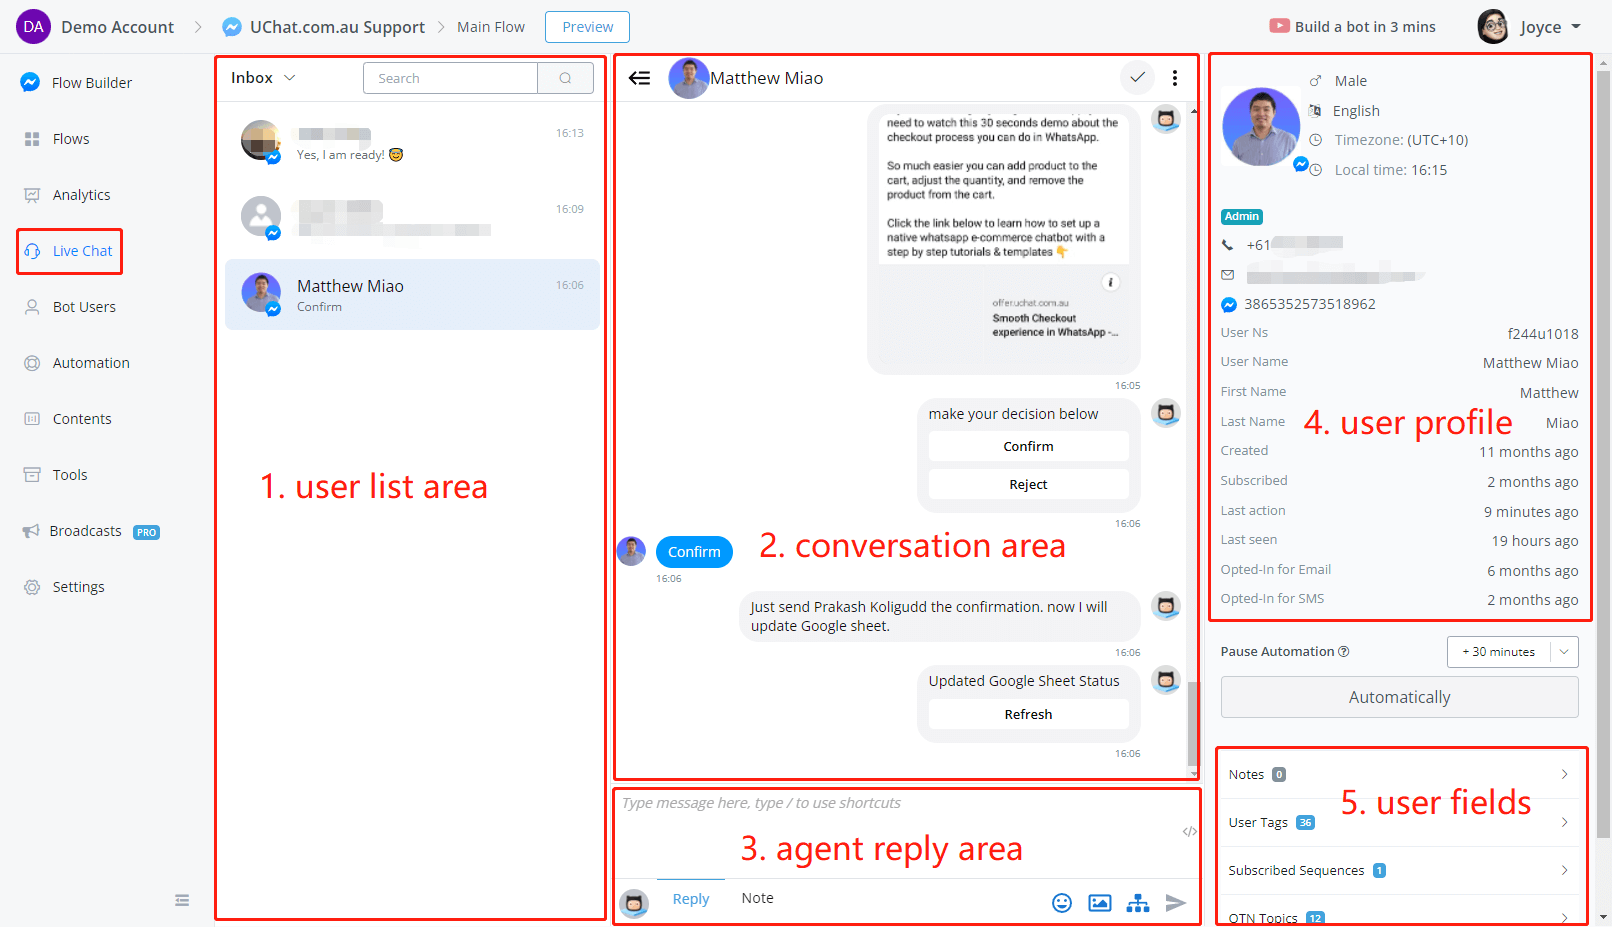 DA Demo Account UChat.com.au Support Main Flow Preview Build a bot in 3 mins Joyce
Flow Builder
Flows
Analytics
Live Chat
Bot Users
Automation
Contents
Tools
Broadcasts PRO
Settings
Inbox Search
16:13
Yes, I am ready!
16:09
Matthew Miao 16:06
Confirm
1. user list area
Matthew Miao
need to watch this 30 seconds demo about the
checkout process you can do in WhatsApp.
So much easier you can add product to the
cart, adjust the quantity, and remove the
product from the cart.
Click the link below to learn how to set up a
native whatsapp e-commerce chatbot with a
step by step tutorials & templates 👇
offer.uchat.com.au
Smooth Checkout
experience in WhatsApp -...
16:05
make your decision below
Confirm
Reject
16:06
Confirm
2. conversation area
16:06
Just send Prakash Koligudd the confirmation. now I will
update Google sheet.
16:06
Updated Google Sheet Status
Refresh
16:06
Type message here, type / to use shortcuts
</>
3. agent reply area
Reply Note
Male
English
Timezone: (UTC+10)
Local time: 16:15
Admin
+61
3865352573518962
User Ns f244u1018
User Name Matthew Miao
First Name Matthew
Last Name Miao
4. user profile
Created 11 months ago
Subscribed 2 months ago
Last action 9 minutes ago
Last seen 19 hours ago
Opted-In for Email 6 months ago
Opted-In for SMS 2 months ago
Pause Automation + 30 minutes
Automatically
Notes 0
5. user fields
User Tags 36
Subscribed Sequences 1
OTN Topics 12